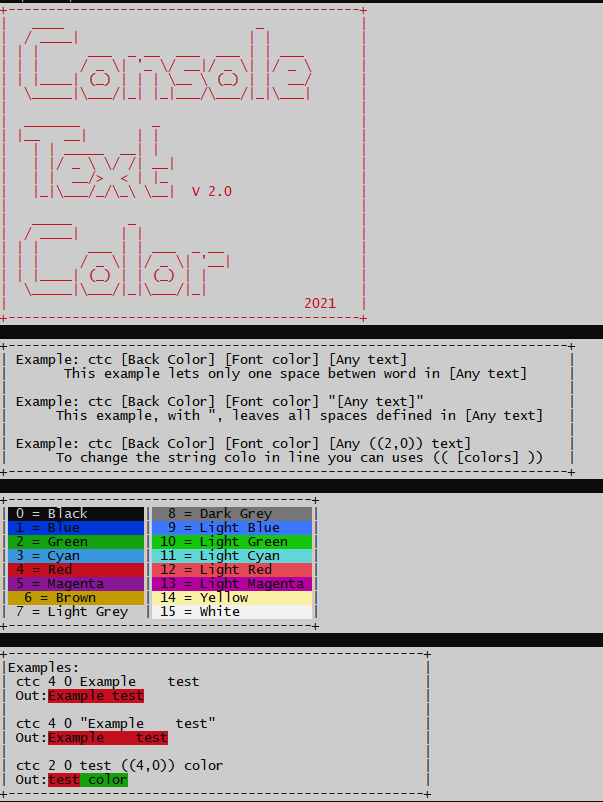 Console
Text
V 2.0
Color
2021
Example: ctc [Back Color] [Font color] [Any text]
This example lets only one space betwen word in [Any text]
Example: ctc [Back Color] [Font Color] "[Any text]"
This example, with ", leaves all spaces defined in [Any text]
Example: ctc [Back Color] [Font Color] [Any ((2,0)) text]
To change the string colo in line you can uses (( [colors] ))
0 = Black | 8 = Dark Grey
1 = Blue | 9 = Light Blue
2 = Green | 10 = Light Green
3 = Cyan | 11 = Light Cyan
4 = Red | 12 = Light Red
5 = Magenta | 13 = Light Magenta
6 = Brown | 14 = Yellow
7 = Light Grey | 15 = White
Examples:
ctc 4 0 Example    test
Out:Example test
ctc 4 0 "Example    test"
Out:Example    test
ctc 2 0 test ((4,0)) color
Out:test color